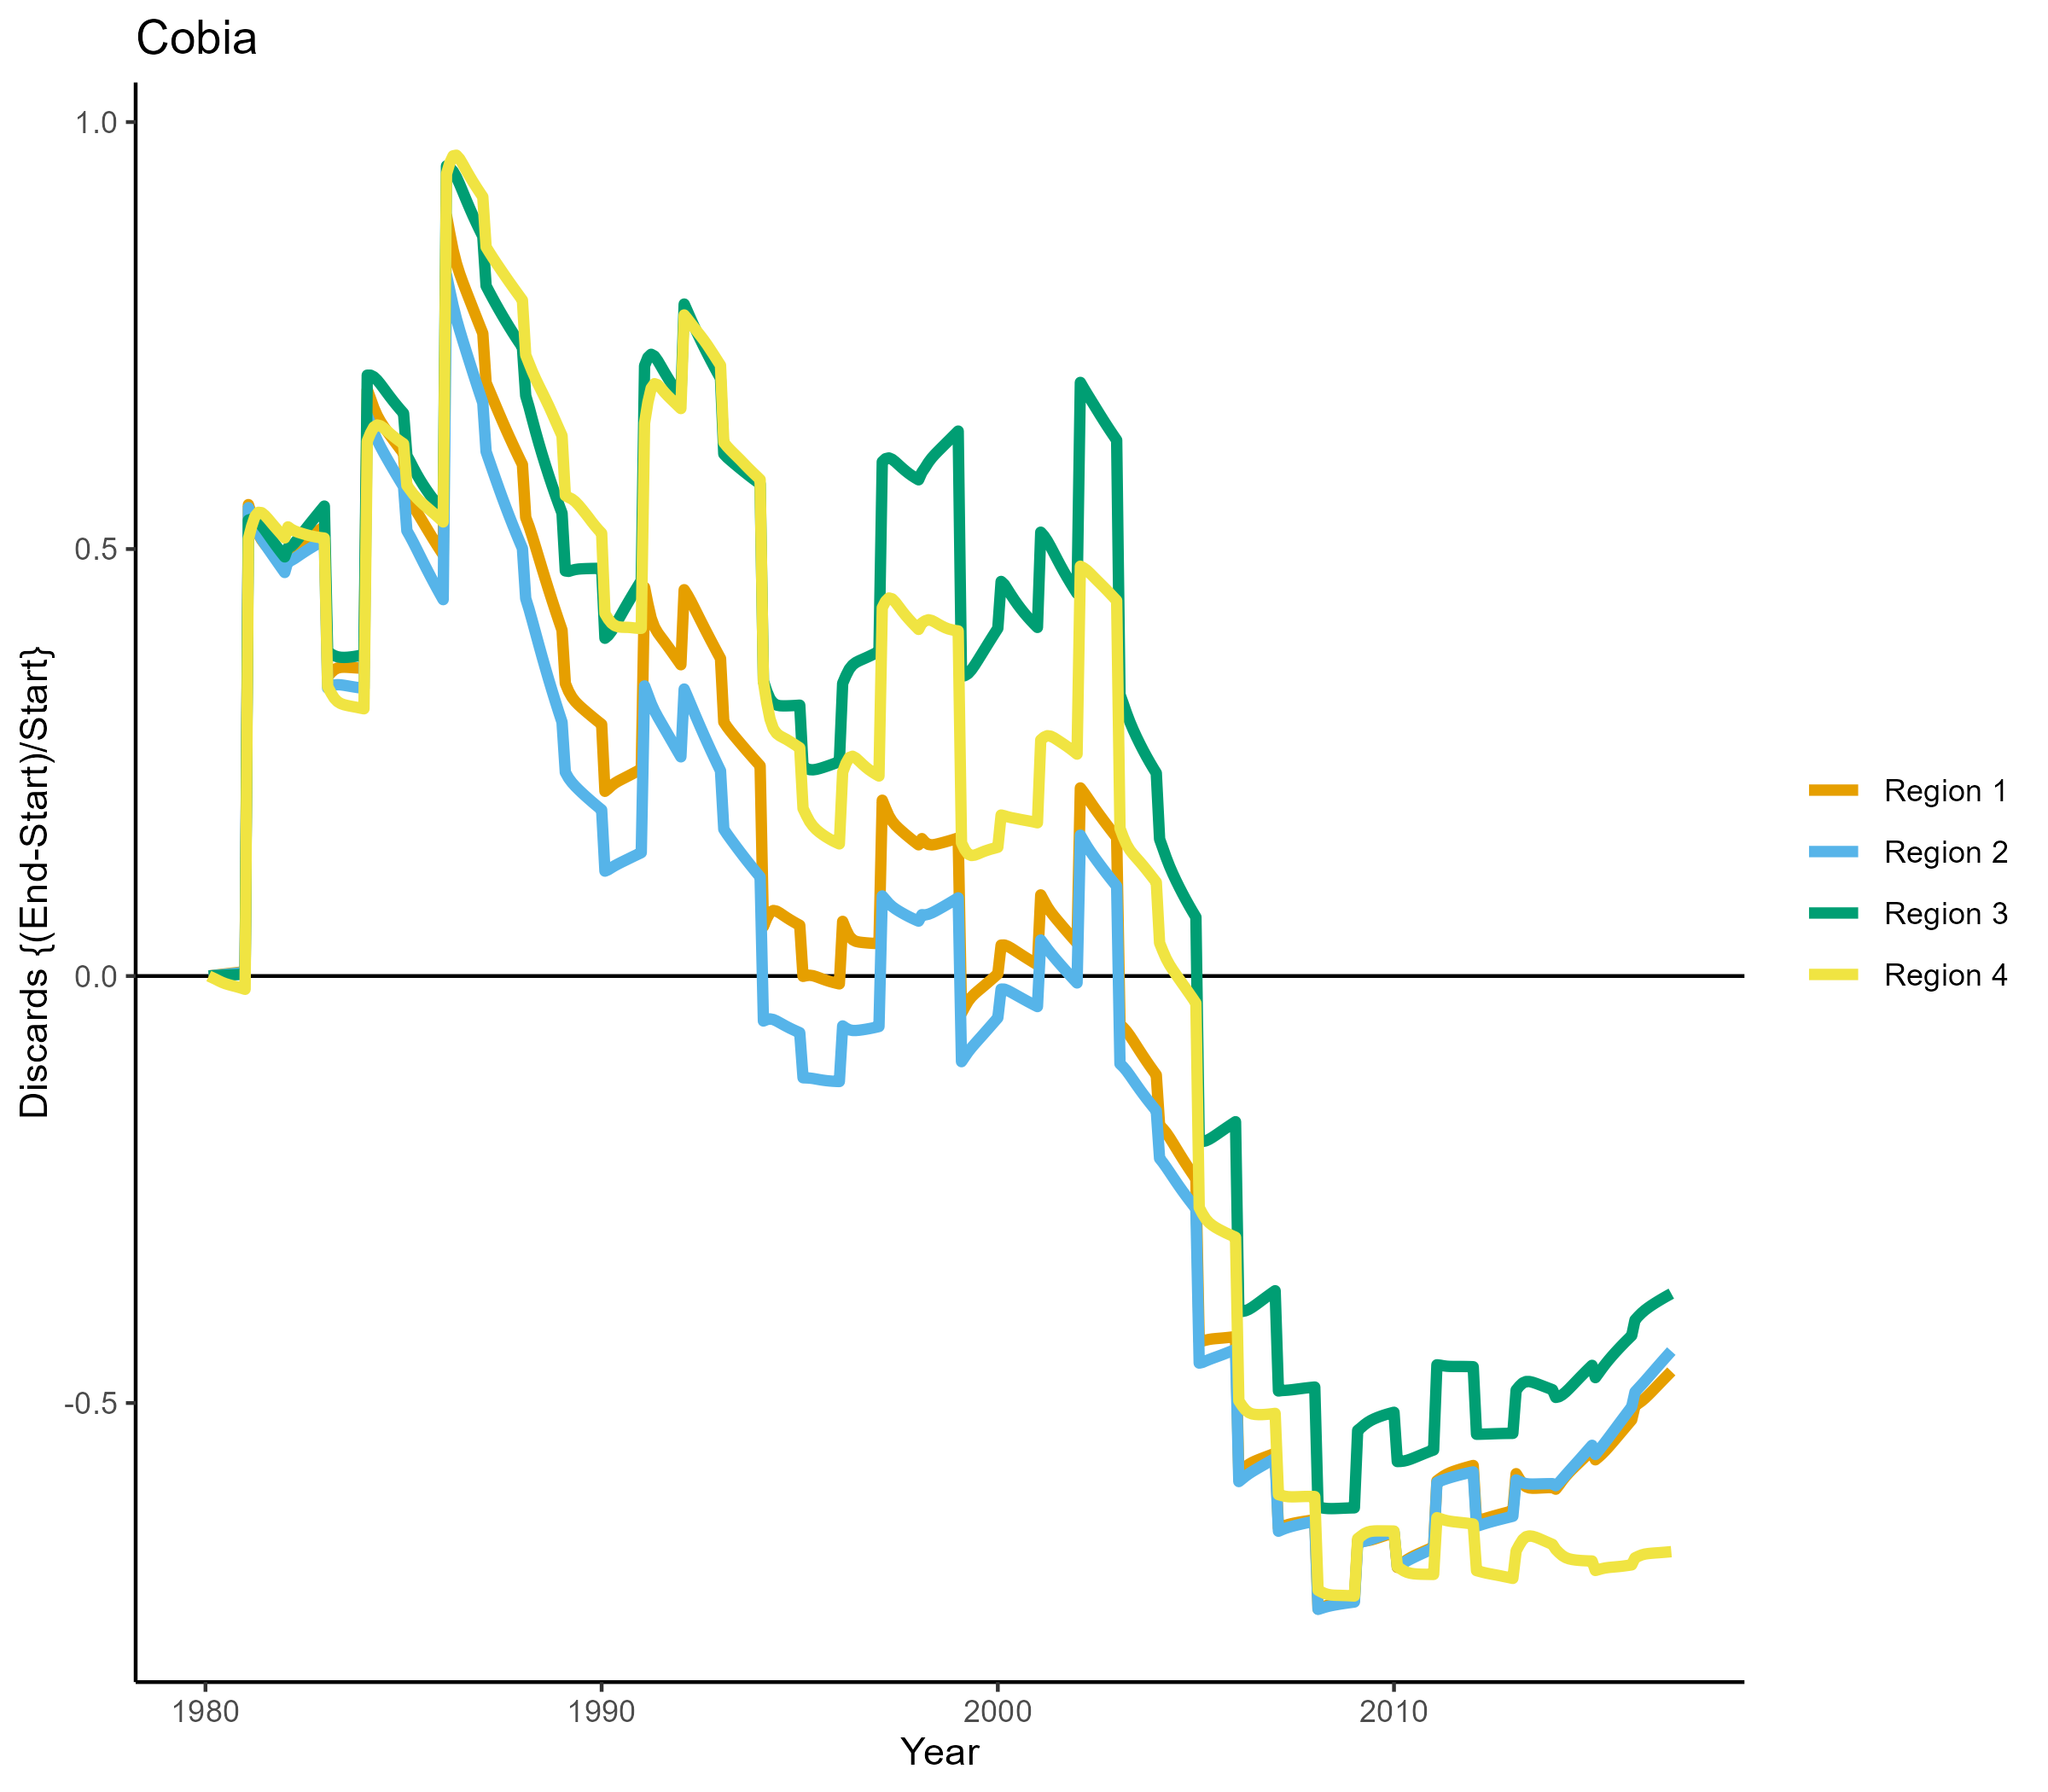 Cobia
Discards {(End-Start)/Start}
1.0
0.5
0.0
-0.5
1980
1990
2000
2010
Year
Region 1
Region 2
Region 3
Region 4